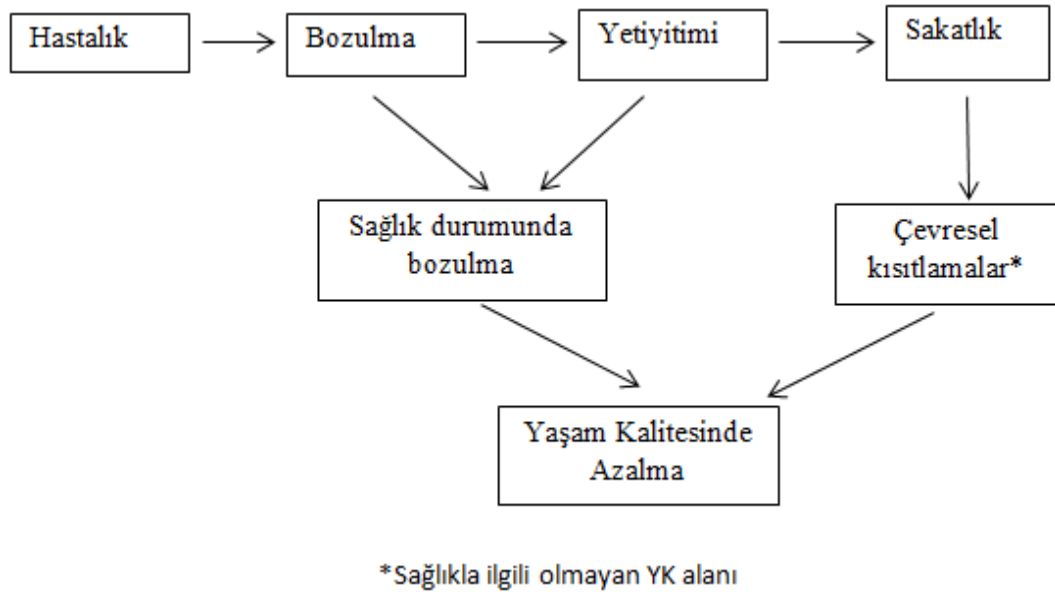 Hastalık
Bozulma
Yetiyitimi
Sakatlık
Sağlık durumunda
bozulma
Çevresel
kısıtlamalar*
Yaşam Kalitesinde
Azalma
*Sağlıkla ilgili olmayan YK alanı